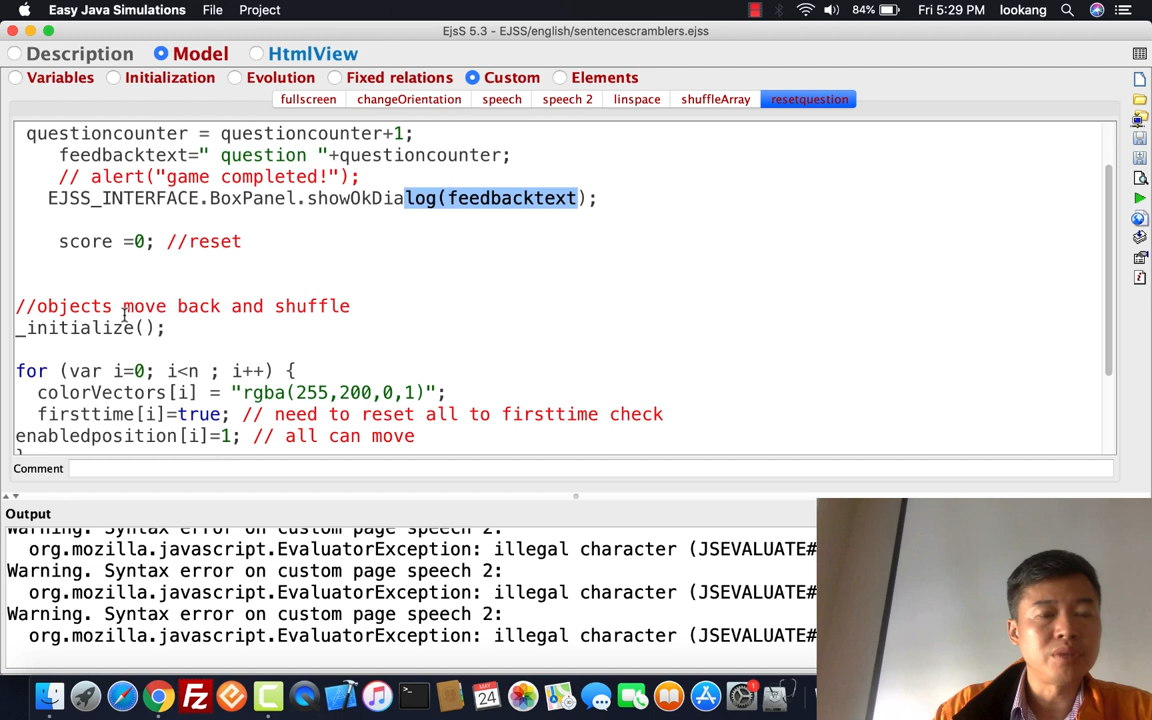 Easy Java Simulations File Project 84% Fri 5:29 PM lookang
EjsS 5.3 - EJSS/english/sentencescramblers.ejss
Description Model HtmlView
Variables Initialization Evolution Fixed relations Custom Elements
fullscreen changeOrientation speech speech 2 linspace shuffleArray resetquestion
questioncounter = questioncounter+1;
feedbacktext=" question "+questioncounter;
// alert("game completed!");
EJSS_INTERFACE.BoxPanel.showOkDialog(feedbacktext);
score =0; //reset
//objects move back and shuffle
_initialize();
for (var i=0; i<n ; i++) {
colorVectors[i] = "rgba(255,200,0,1)";
firsttime[i]=true; // need to reset all to firsttime check
enabledposition[i]=1; // all can move
}
Comment
Output
Warning. Syntax error on custom page speech 2:
org.mozilla.javascript.EvaluatorException: illegal character (JSEVALUATE#
Warning. Syntax error on custom page speech 2:
org.mozilla.javascript.EvaluatorException: illegal character (JSEVALUATE#
Warning. Syntax error on custom page speech 2:
org.mozilla.javascript.EvaluatorException: illegal character (JSEVALUATE#
MAY
24